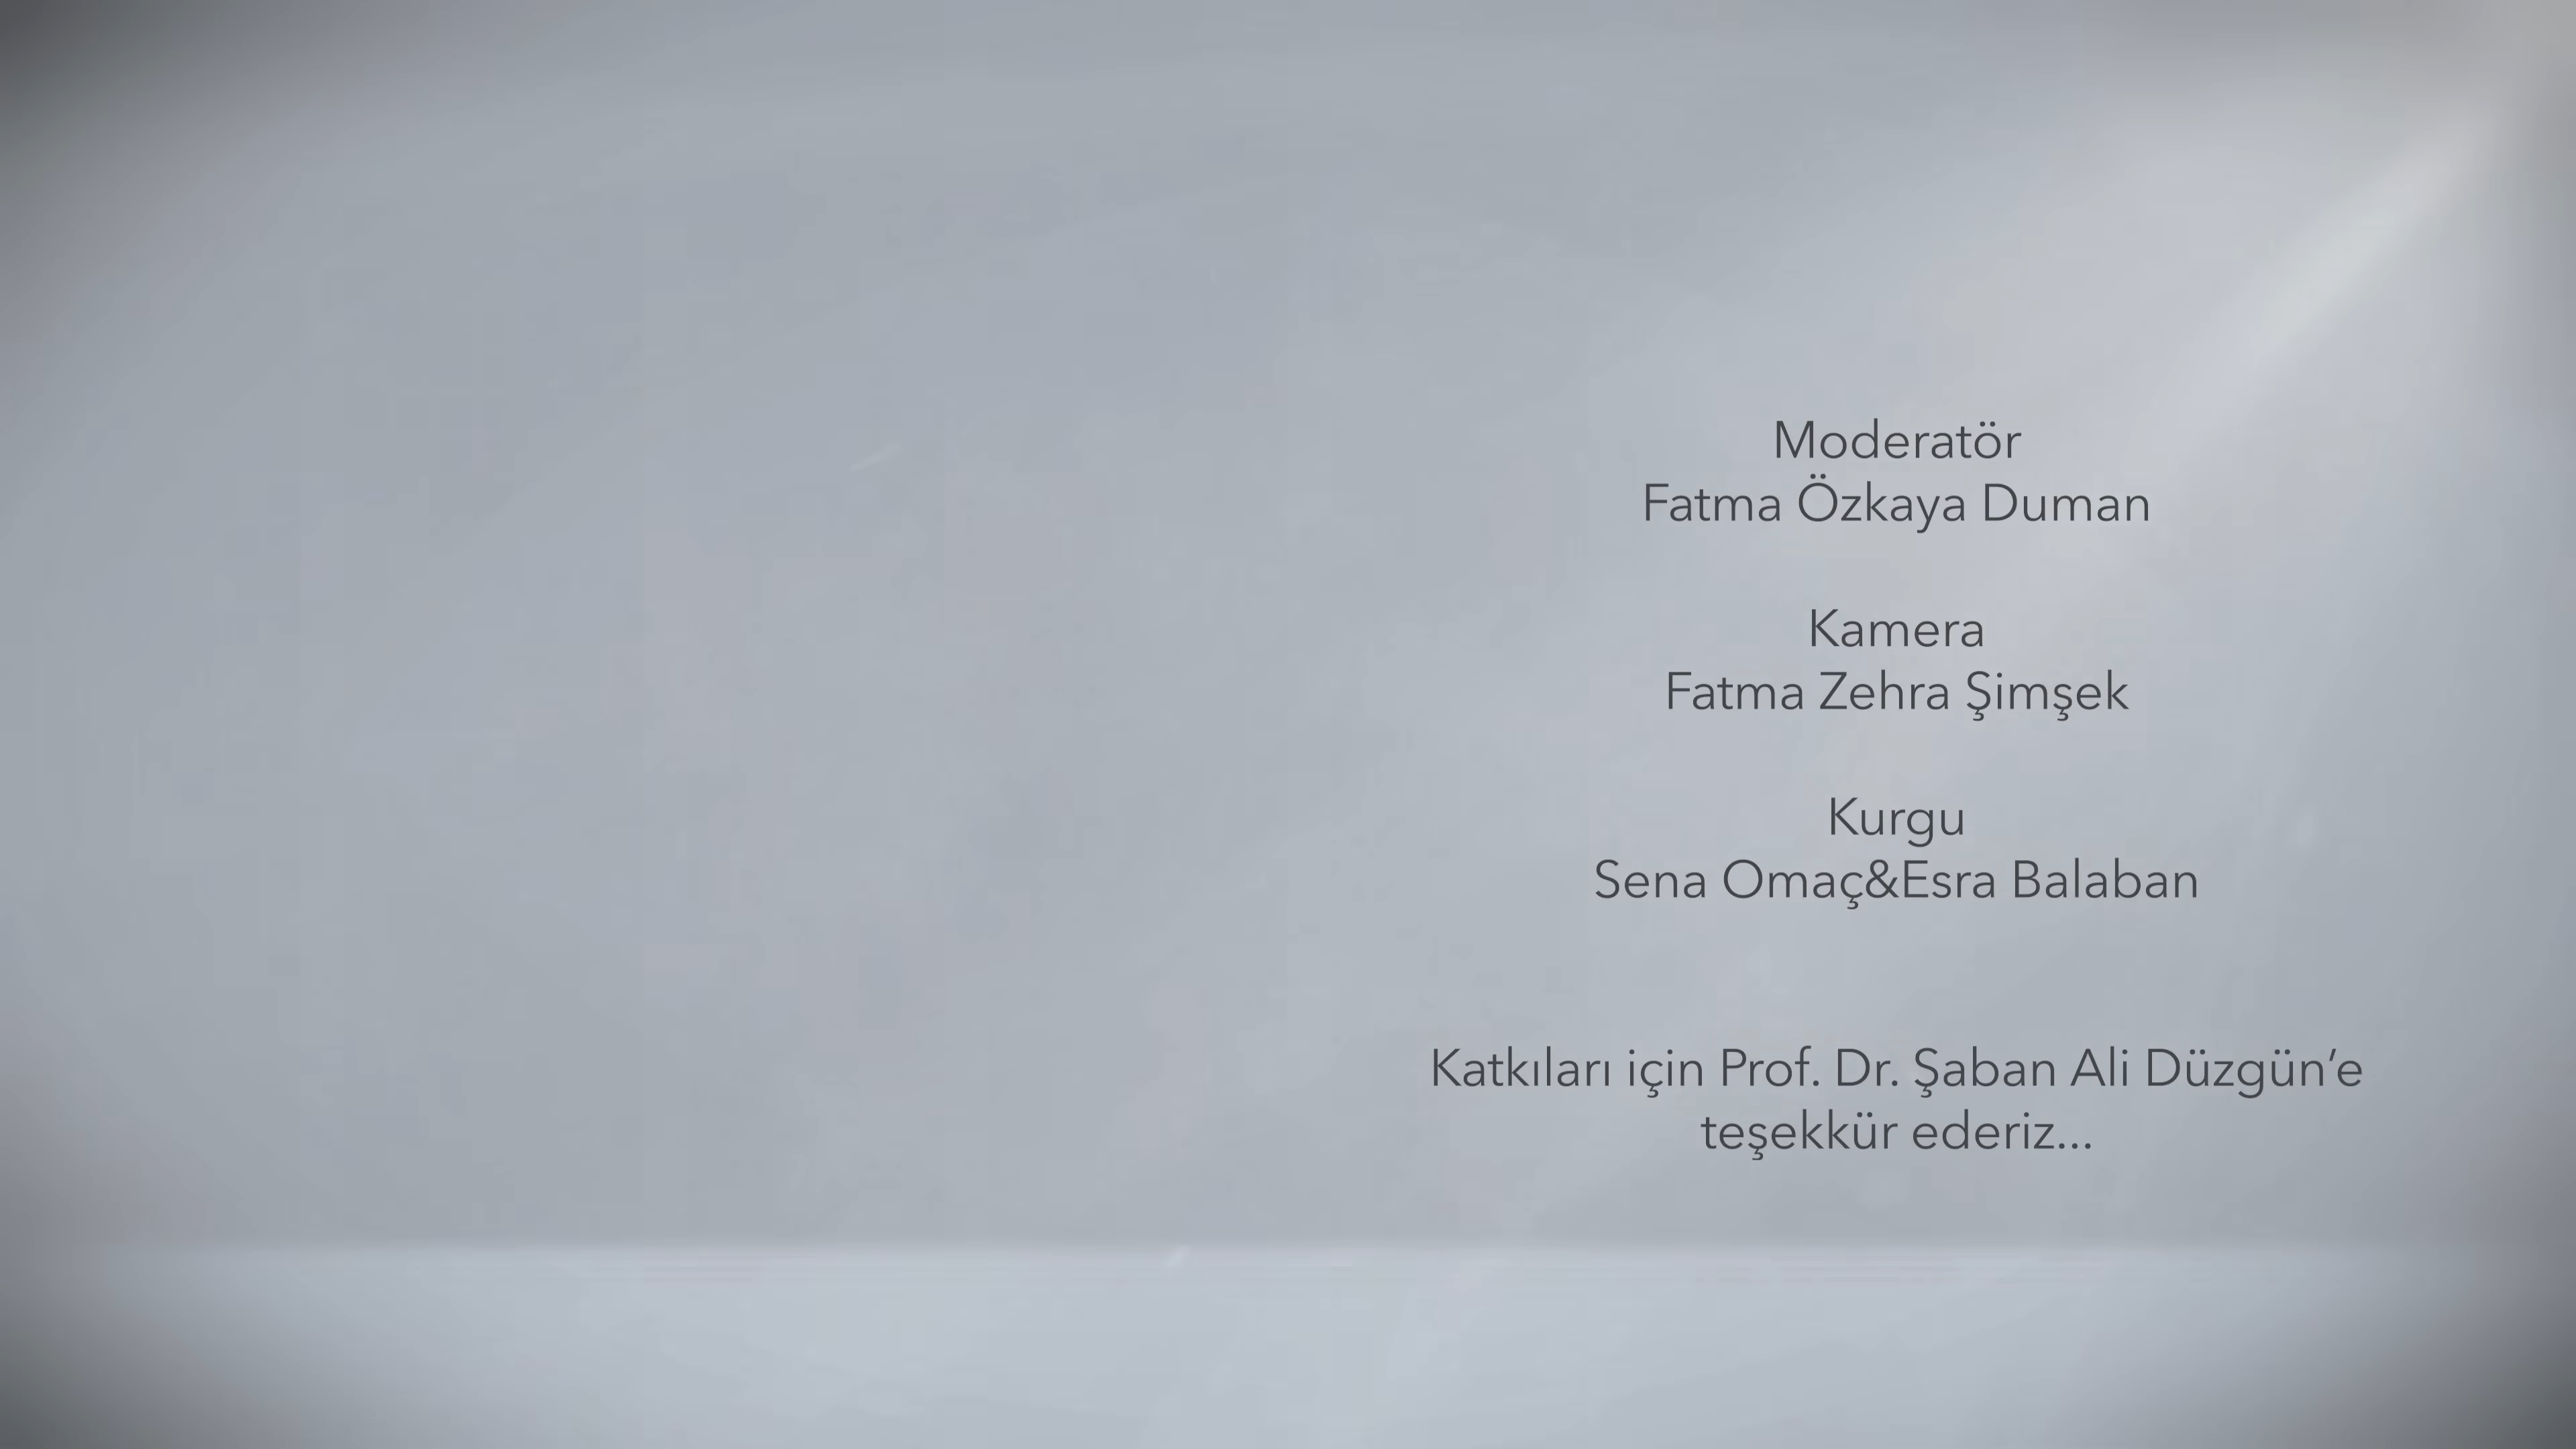 Moderatör
Fatma Özkaya Duman
Kamera
Fatma Zehra Şimşek
Kurgu
Sena Omaç&Esra Balaban
Katkıları için Prof. Dr. Şaban Ali Düzgün’e
teşekkür ederiz...